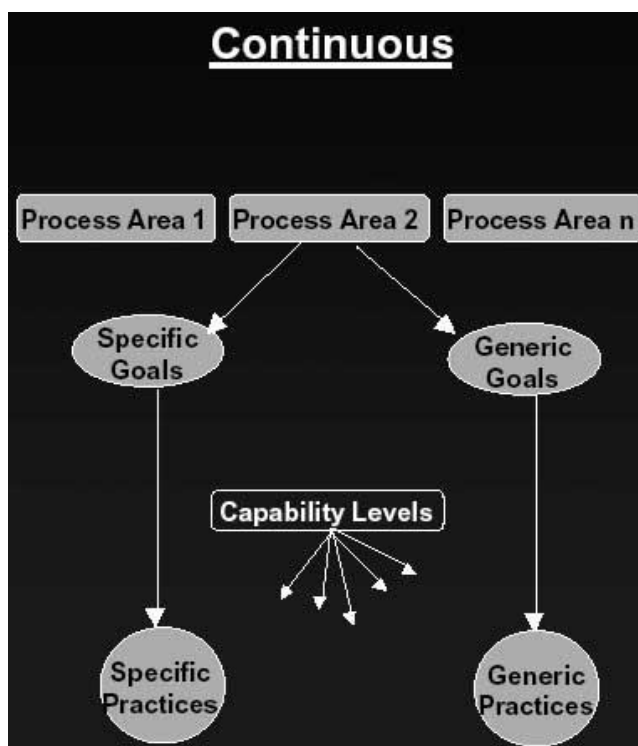 Continuous
Process Area 1
Process Area 2
Process Area n
Specific
Goals
Generic
Goals
Capability Levels
Specific
Practices
Generic
Practices